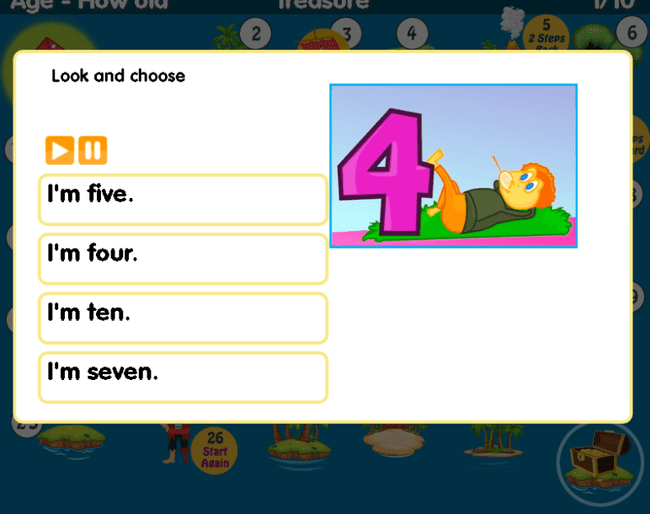 Age - How old
Treasure
1/10
2
3
4
5
2 Steps
Back
6
Look and choose
4
I'm five.
I'm four.
I'm ten.
I'm seven.
26
Start
Again